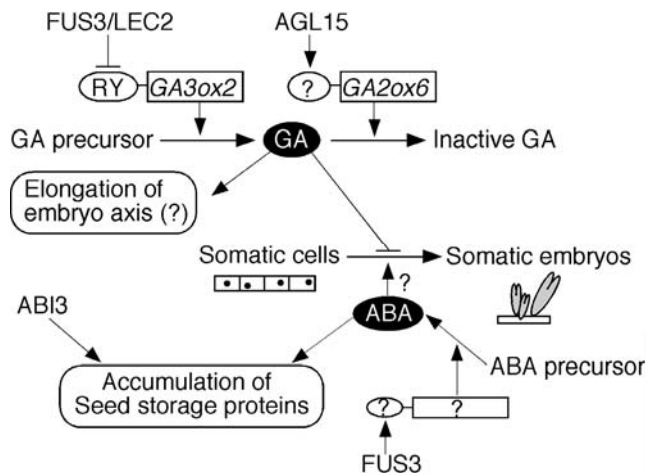 FUS3/LEC2 AGL15
RY GA3ox2 ? GA2ox6
GA precursor GA Inactive GA
Elongation of
embryo axis (?)
Somatic cells Somatic embryos
?
ABI3 ABA
ABA precursor
Accumulation of
Seed storage proteins
? ?
FUS3